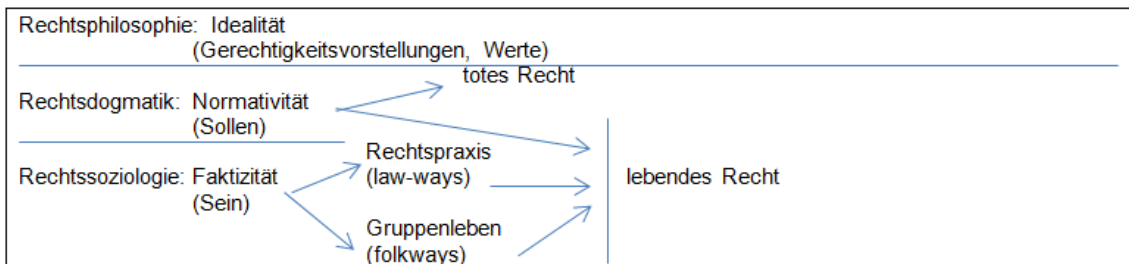 Rechtsphilosophie: Idealität
(Gerechtigkeitsvorstellungen, Werte)
totes Recht
Rechtsdogmatik: Normativität
(Sollen)
Rechtspraxis
Rechtssoziologie: Faktizität (law-ways) lebendes Recht
(Sein)
Gruppenleben
(folkways)